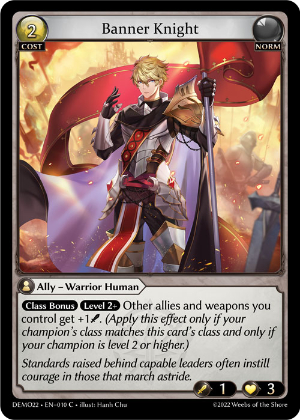 2
Banner Knight
COST
NORM
Ally – Warrior Human
Class Bonus Level 2+ Other allies and weapons you
control get +1. (Apply this effect only if your
champion's class matches this card's class and only if
your champion is level 2 or higher.)
Standards raised behind capable leaders often instill
courage in those that march astride.
1
3
DEMO22 - EN-010 C • illust: Hanh Chu
©2022 Weebs of the Shore